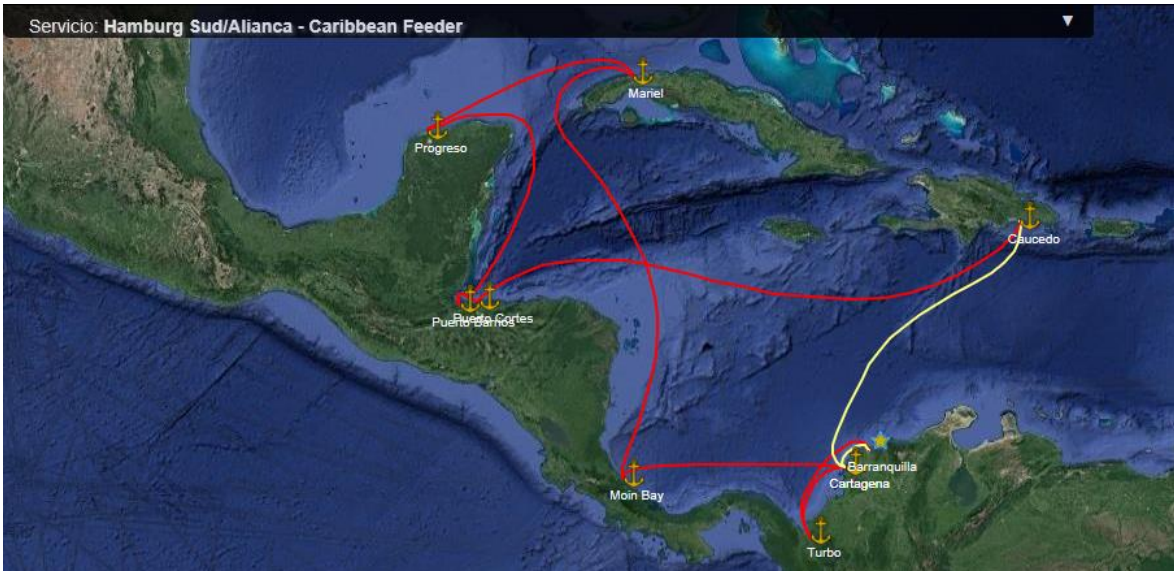 Servicio: Hamburg Sud/Alianca - Caribbean Feeder
Mariel
Progreso
Caucedo
Puerto Cortes
Puerto Barrios
Barranquilla
Cartagena
Moin Bay
Turbo